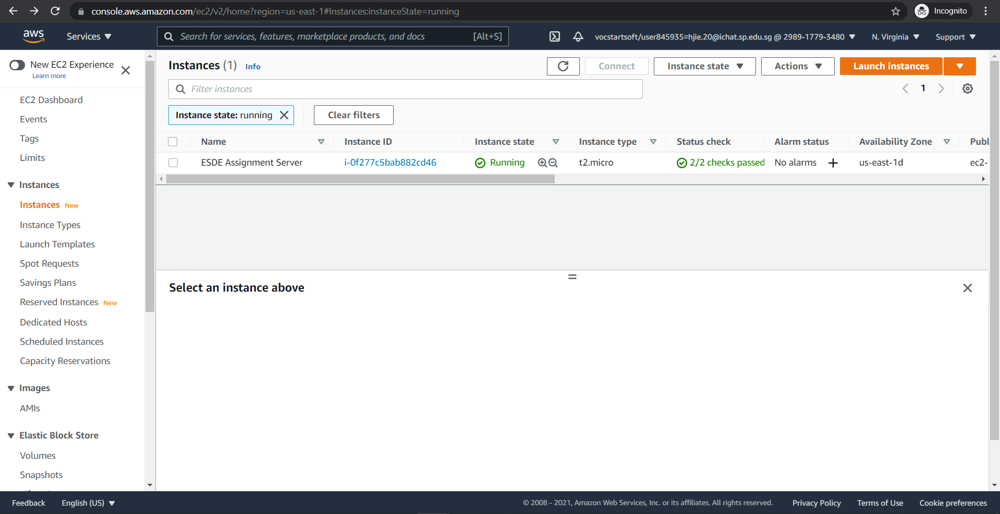 console.aws.amazon.com/ec2/v2/home?region=us-east-1#Instances:instanceState=running
Incognito
aws
Services
Search for services, features, marketplace products, and docs
[Alt+S]
vocstartsoft/user845935=hjie.20@ichat.sp.edu.sg @ 2989-1779-3480
N. Virginia
Support
New EC2 Experience
Learn more
EC2 Dashboard
Events
Tags
Limits
Instances
Instances New
Instance Types
Launch Templates
Spot Requests
Savings Plans
Reserved Instances New
Dedicated Hosts
Scheduled Instances
Capacity Reservations
Images
AMIs
Elastic Block Store
Volumes
Snapshots
Instances (1) Info
Connect
Instance state
Actions
Launch instances
Filter instances
1
Instance state: running
Clear filters
Name Instance ID Instance state Instance type Status check Alarm status Availability Zone Publ
ESDE Assignment Server i-0f277c5bab882cd46 Running t2.micro 2/2 checks passed No alarms us-east-1d ec2-
Select an instance above
Feedback English (US)
© 2008 - 2021, Amazon Web Services, Inc. or its affiliates. All rights reserved. Privacy Policy Terms of Use Cookie preferences